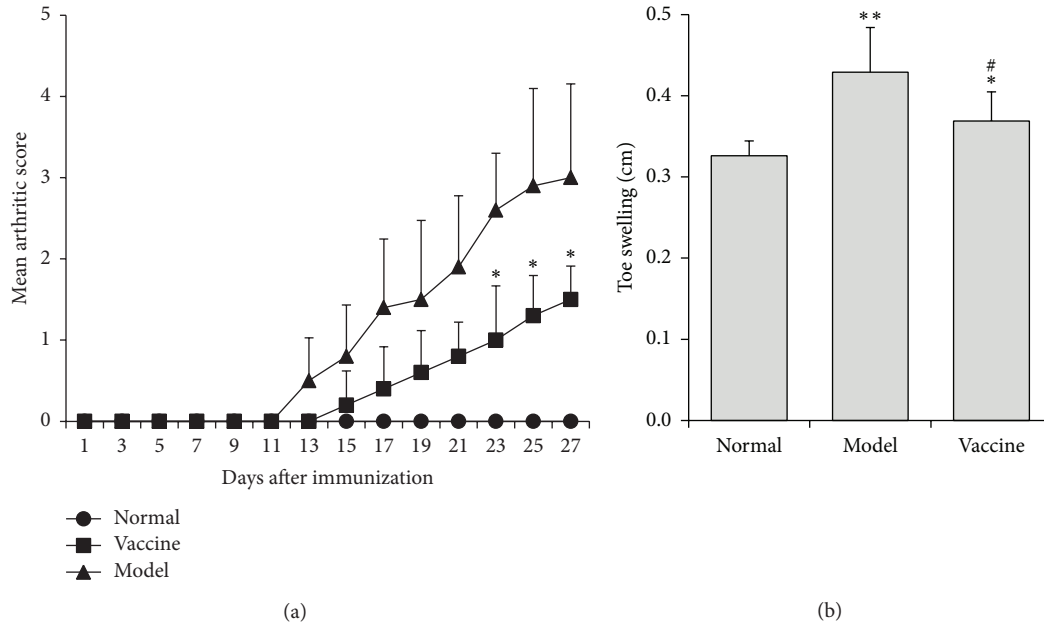 5
4
3
2
1
0
Mean arthritic score
* * *
1 3 5 7 9 11 13 15 17 19 21 23 25 27
Days after immunization
Normal
Vaccine
Model
(a)
0.5
0.4
0.3
0.2
0.1
0.0
Toe swelling (cm)
**
#
*
Normal Model Vaccine
(b)